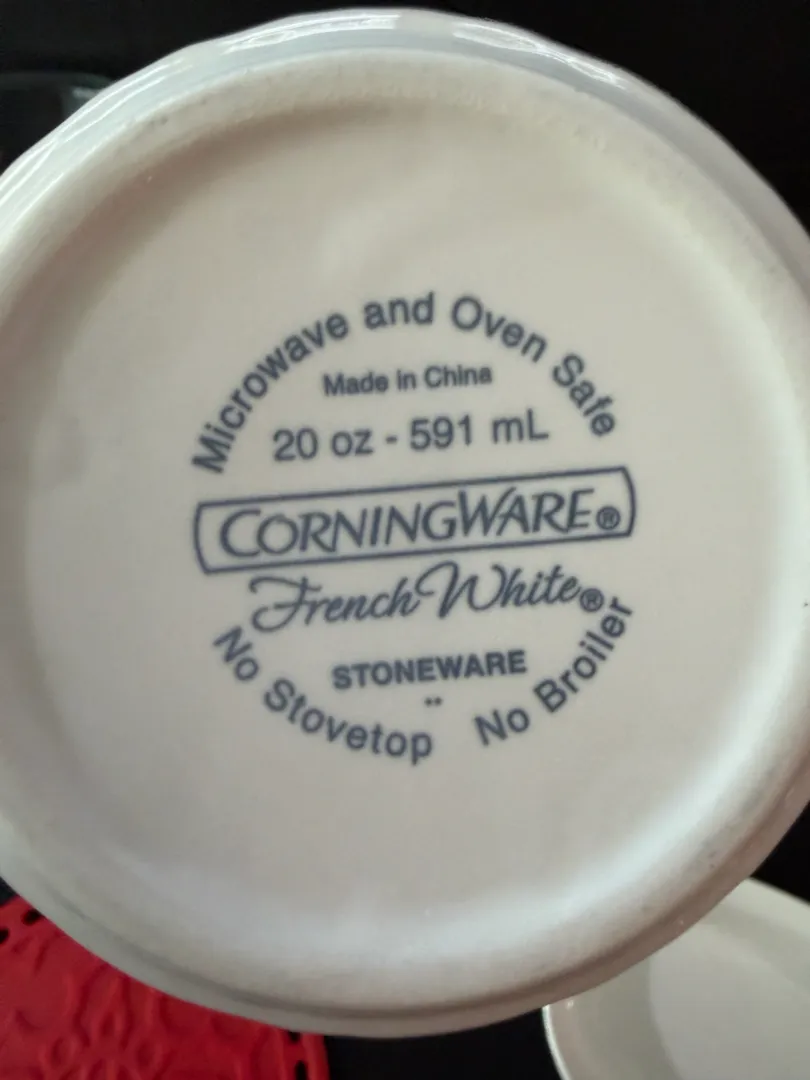 Microwave and Oven Safe
Made in China
20 oz - 591 mL
CORNINGWARE®
French White®
STONEWARE
No Stovetop No Broiler